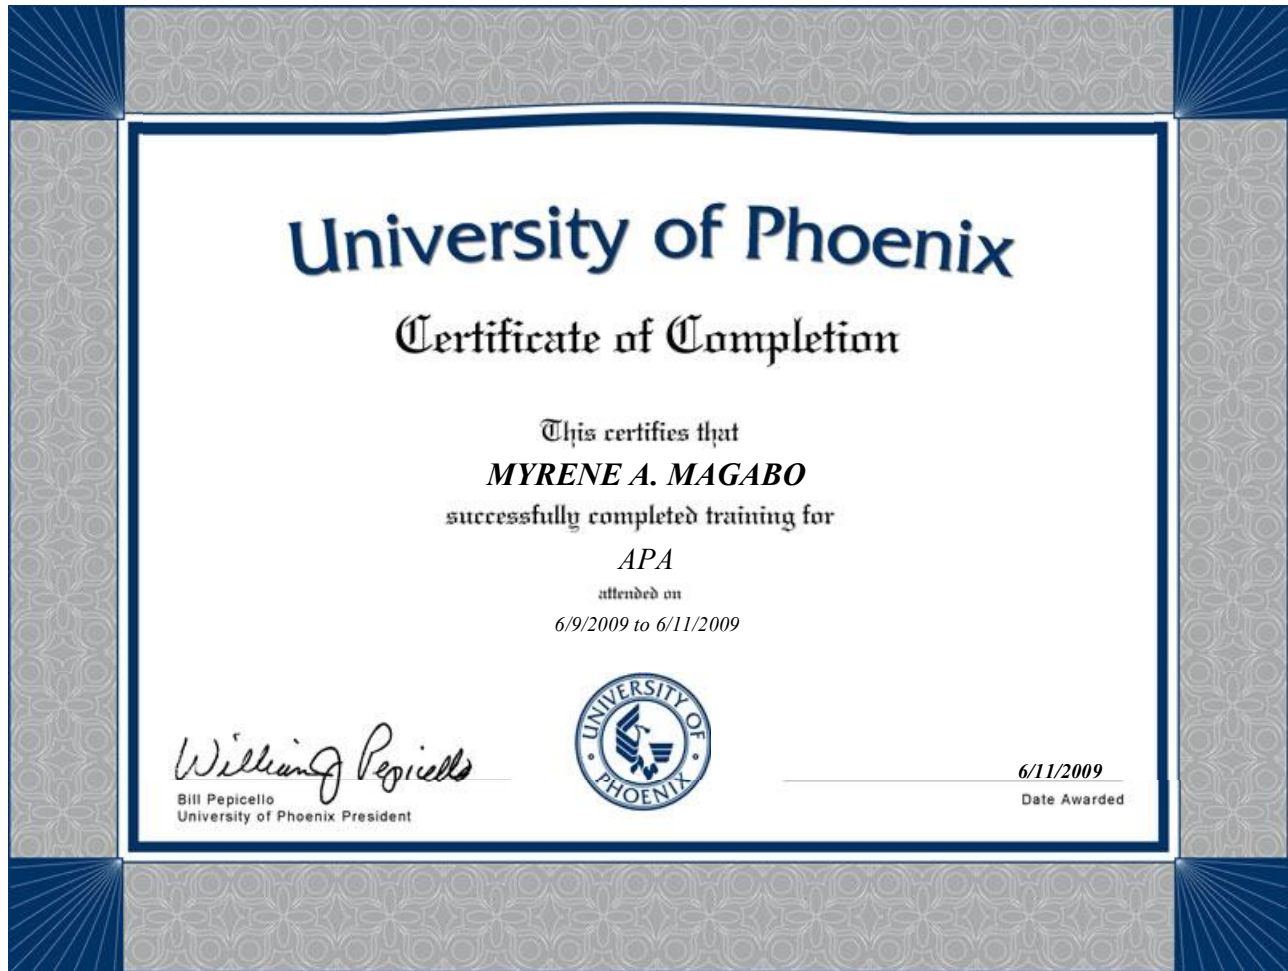 University of Phoenix
Certificate of Completion
This certifies that
MYRENE A. MAGABO
successfully completed training for
APA
attended on
6/9/2009 to 6/11/2009
William J Pepicello
Bill Pepicello
University of Phoenix President
UNIVERSITY OF PHOENIX
6/11/2009
Date Awarded